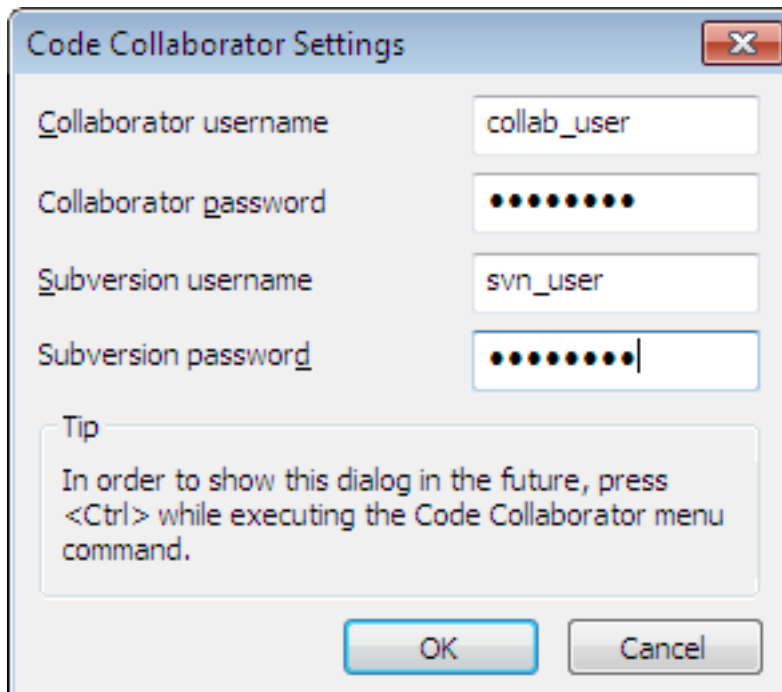 Code Collaborator Settings
Collaborator username collab_user
Collaborator password ●●●●●●●●
Subversion username svn_user
Subversion password ●●●●●●●●
Tip
In order to show this dialog in the future, press
<Ctrl> while executing the Code Collaborator menu
command.
OK Cancel